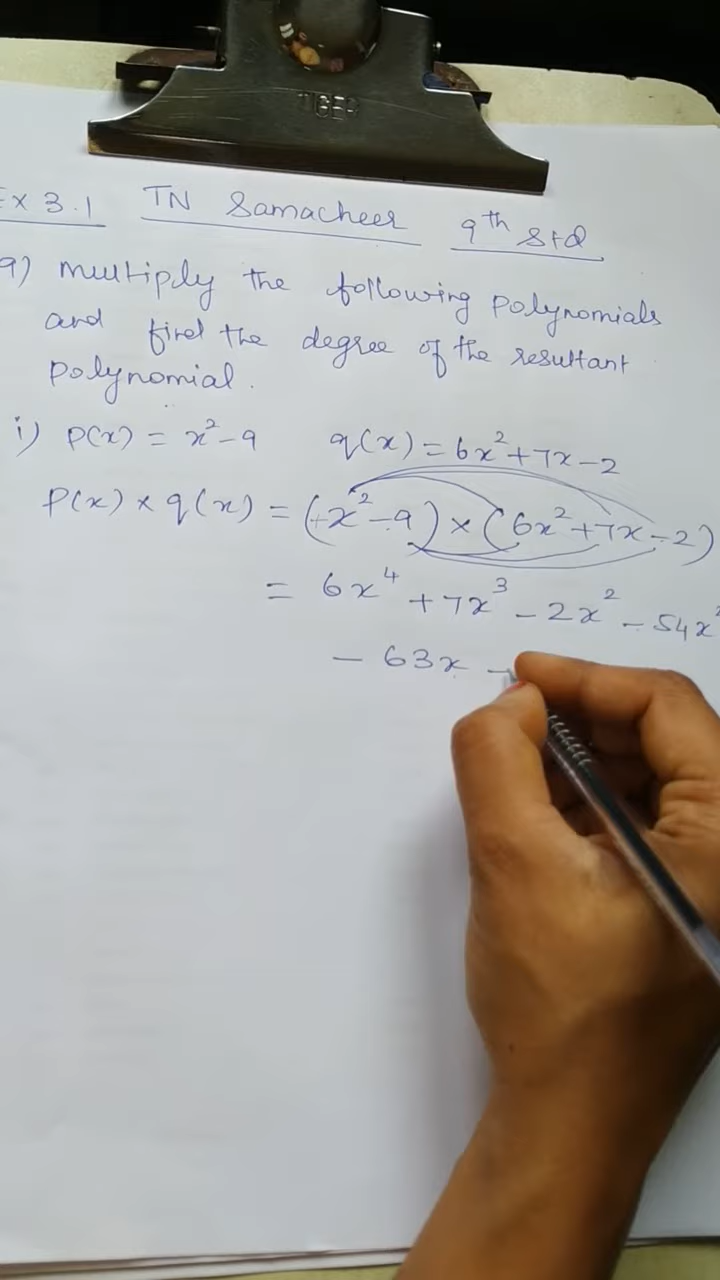 TIGER
Ex 3.1 TN Samacheer 9th Std
9) Multiply the following polynomials
and find the degree of the resultant
polynomial.
i) P(x) = x²-9 q(x) = 6x²+7x-2
P(x) × q(x) = (+x²-9) × (6x²+7x-2)
= 6x⁴ + 7x³ - 2x² - 54x²
- 63x -